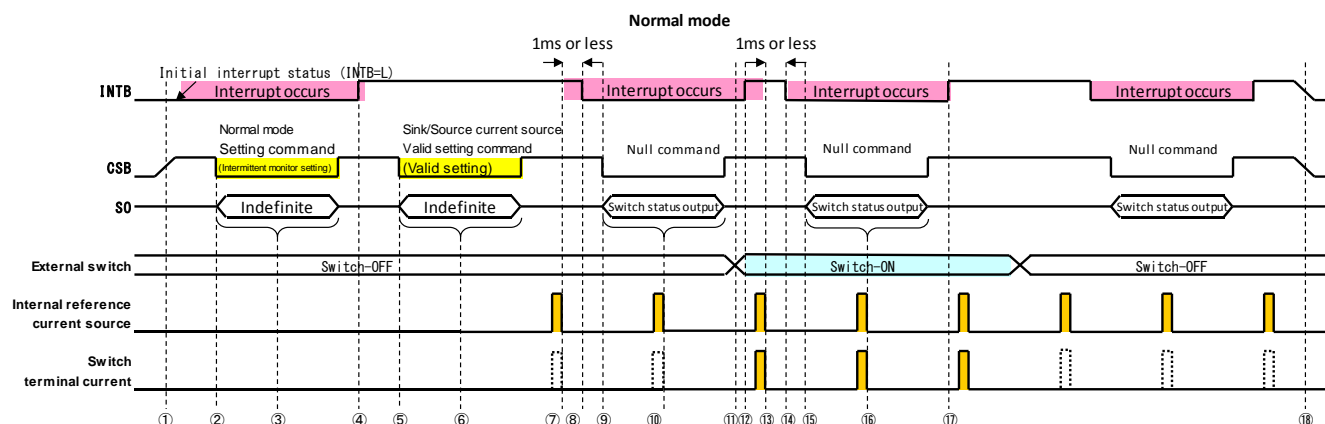 Normal mode
1ms or less 1ms or less
Initial interrupt status (INTB=L)
INTB Interrupt occurs Interrupt occurs Interrupt occurs Interrupt occurs
Normal mode
Setting command
(Intermittent monitor setting)
Sink/Source current source
Valid setting command
(Valid setting)
Null command Null command Null command
CSB
SO Indefinite Indefinite Switch status output Switch status output Switch status output
External switch Switch-OFF Switch-ON Switch-OFF
Internal reference
current source
Switch
terminal current
① ② ③ ④ ⑤ ⑥ ⑦ ⑧ ⑨ ⑩ ⑪ ⑫ ⑬ ⑭ ⑮ ⑯ ⑰ ⑱